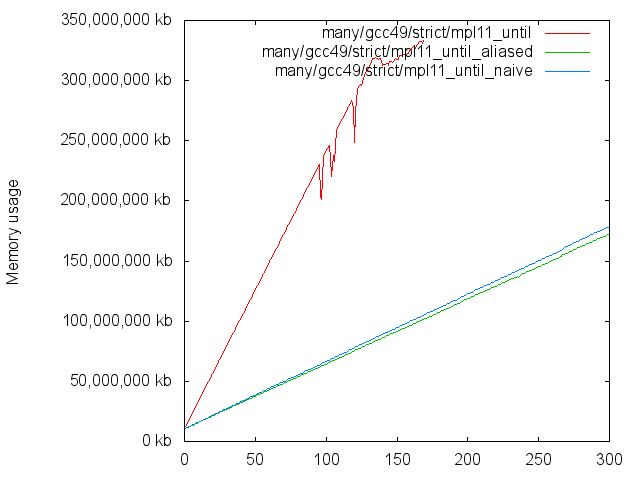 350,000,000 kb
many/gcc49/strict/mpl11_until
many/gcc49/strict/mpl11_until_aliased
many/gcc49/strict/mpl11_until_naive
300,000,000 kb
250,000,000 kb
200,000,000 kb
150,000,000 kb
100,000,000 kb
50,000,000 kb
0 kb
Memory usage
0 50 100 150 200 250 300